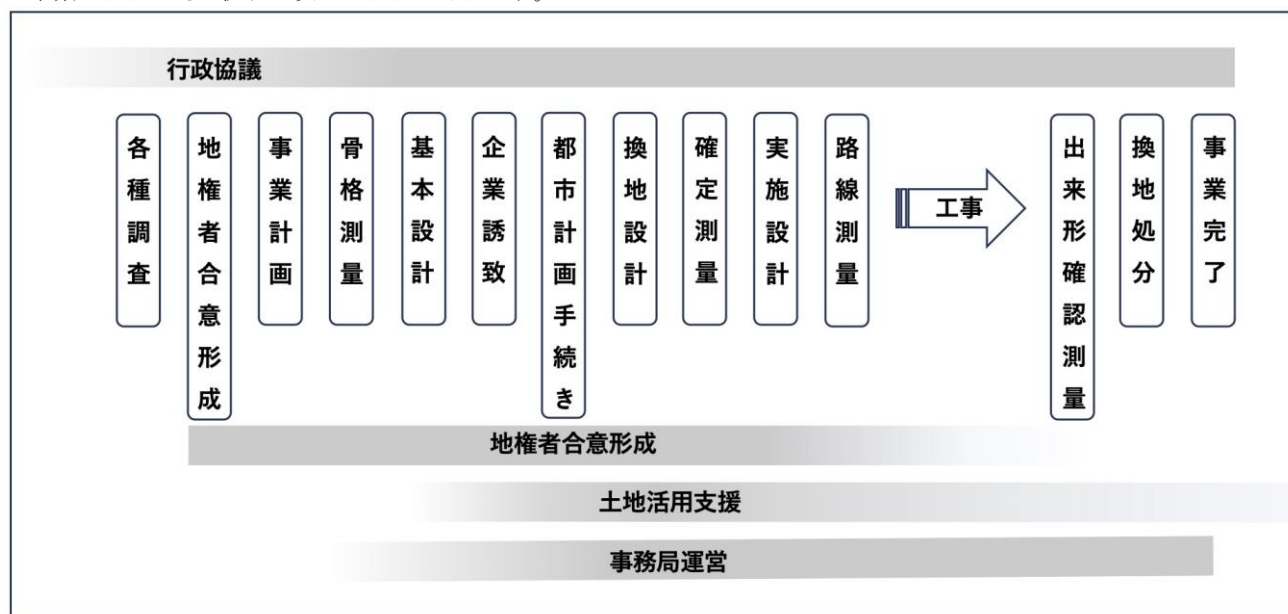 行政協議
各種調査
地権者合意形成
事業計画
骨格測量
基本設計
企業誘致
都市計画手続き
換地設計
確定測量
実施設計
路線測量
工事
出来形確認測量
換地処分
事業完了
地権者合意形成
土地活用支援
事務局運営